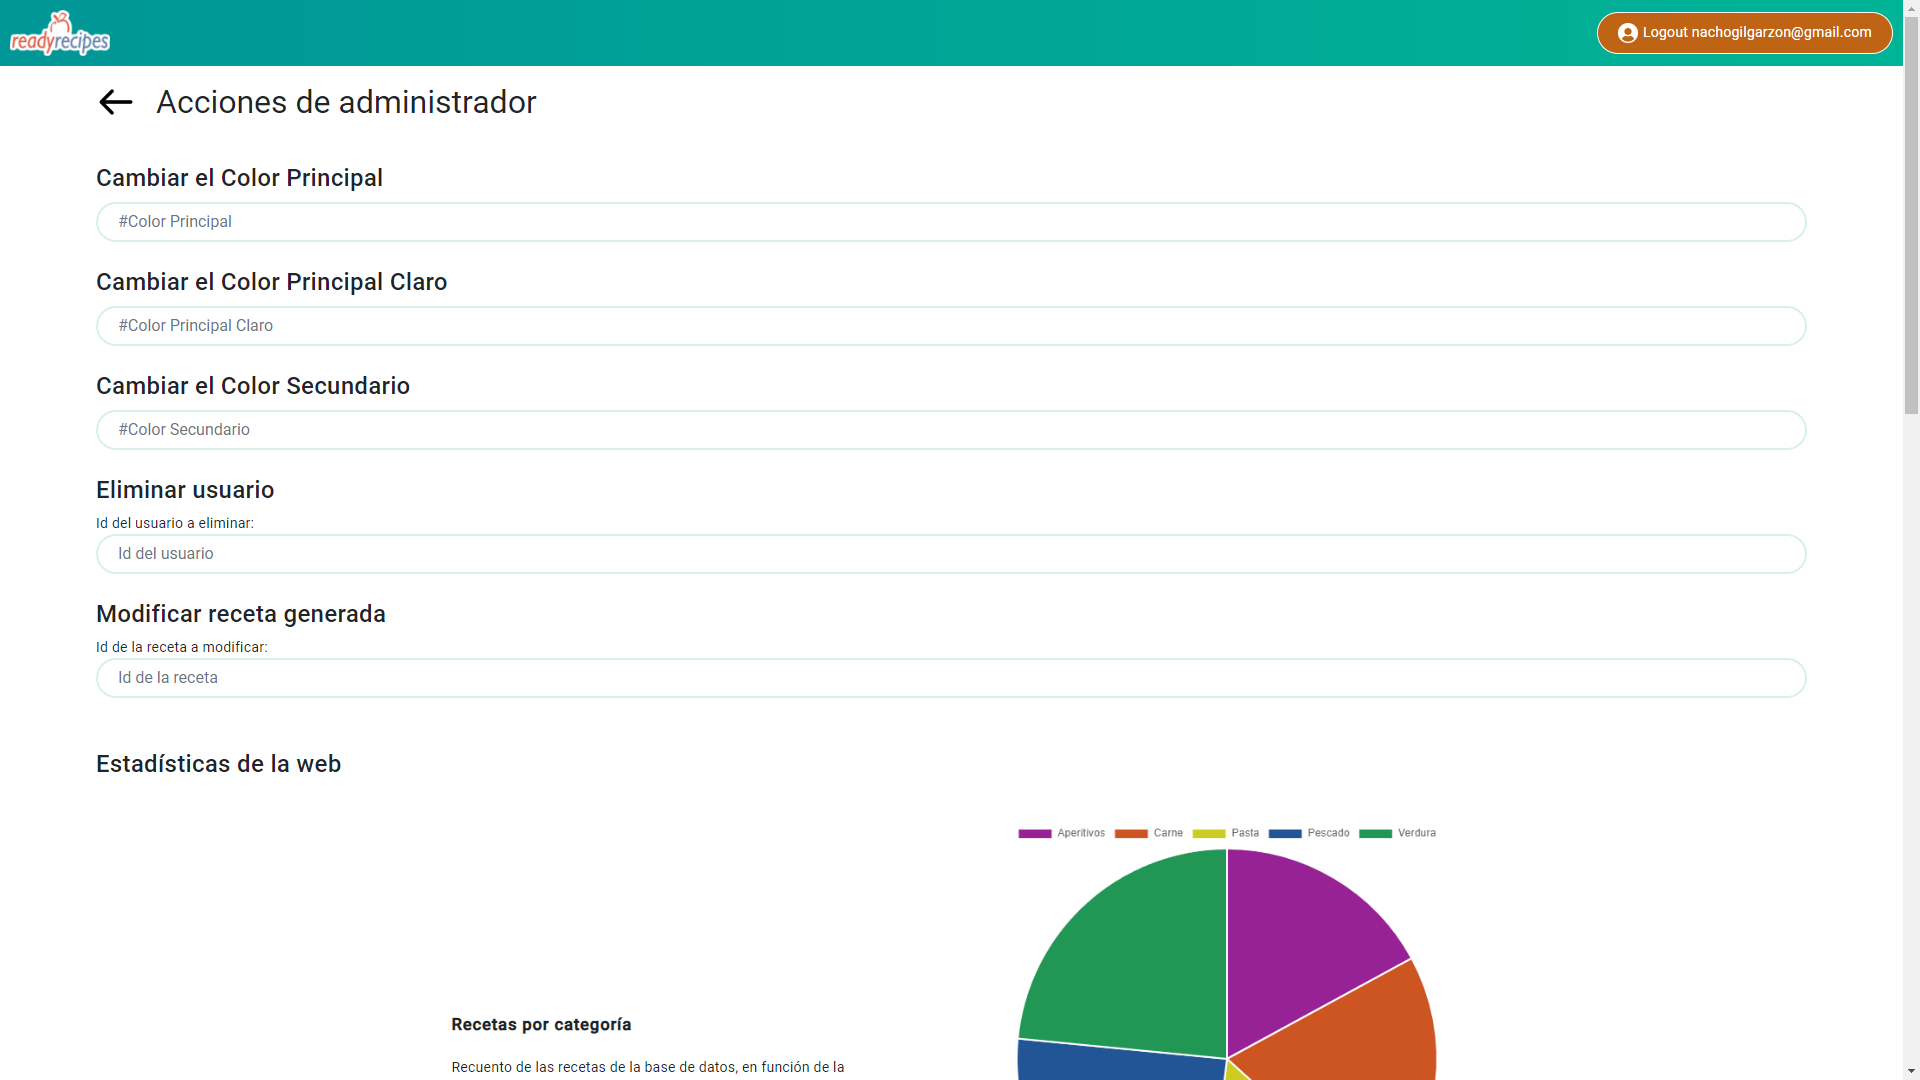 readyrecipes
Logout nachogilgarzon@gmail.com
Acciones de administrador
Cambiar el Color Principal
#Color Principal
Cambiar el Color Principal Claro
#Color Principal Claro
Cambiar el Color Secundario
#Color Secundario
Eliminar usuario
Id del usuario a eliminar:
Id del usuario
Modificar receta generada
Id de la receta a modificar:
Id de la receta
Estadísticas de la web
Aperitivos Carne Pasta Pescado Verdura
Recetas por categoría
Recuento de las recetas de la base de datos, en función de la